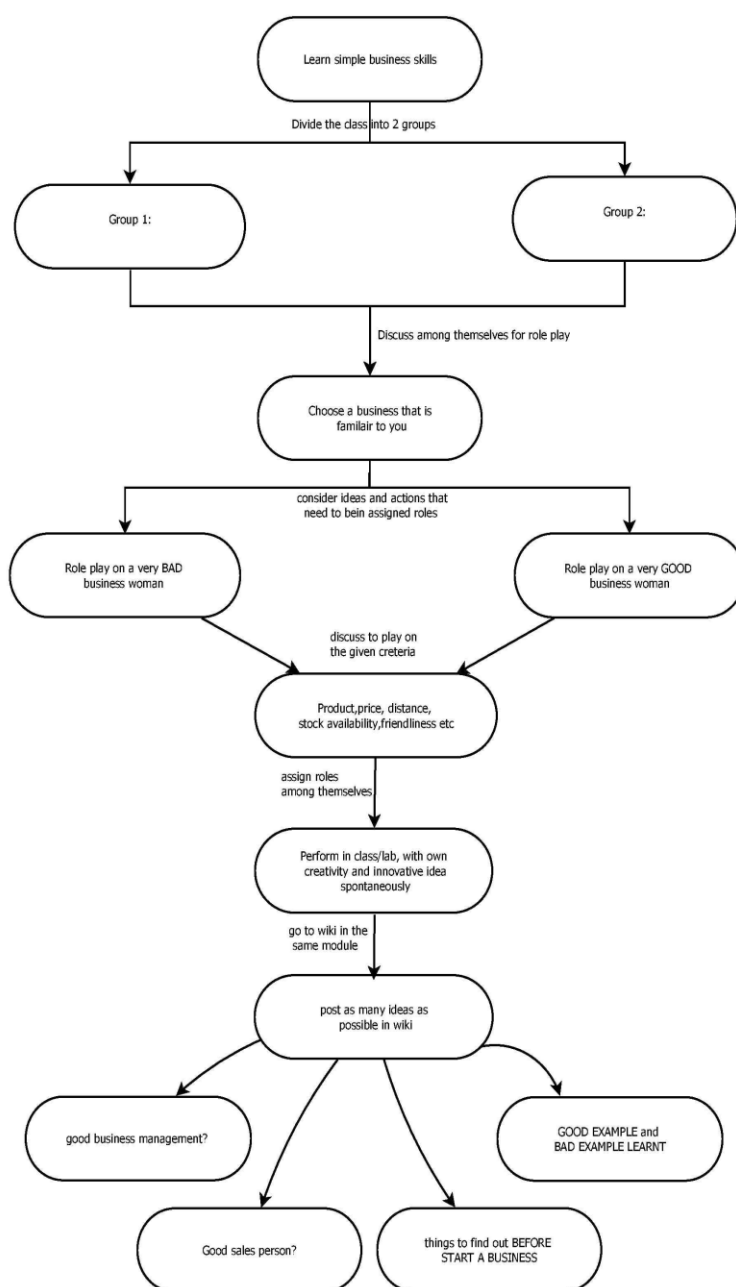 Learn simple business skills
Divide the class into 2 groups
Group 1:
Group 2:
Discuss among themselves for role play
Choose a business that is
familair to you
consider ideas and actions that
need to bein assigned roles
Role play on a very BAD
business woman
Role play on a very GOOD
business woman
discuss to play on
the given creteria
Product,price, distance,
stock availability,friendliness etc
assign roles
among themselves
Perform in class/lab, with own
creativity and innovative idea
spontaneously
go to wiki in the
same module
post as many ideas as
possible in wiki
good business management?
GOOD EXAMPLE and
BAD EXAMPLE LEARNT
Good sales person?
things to find out BEFORE
START A BUSINESS